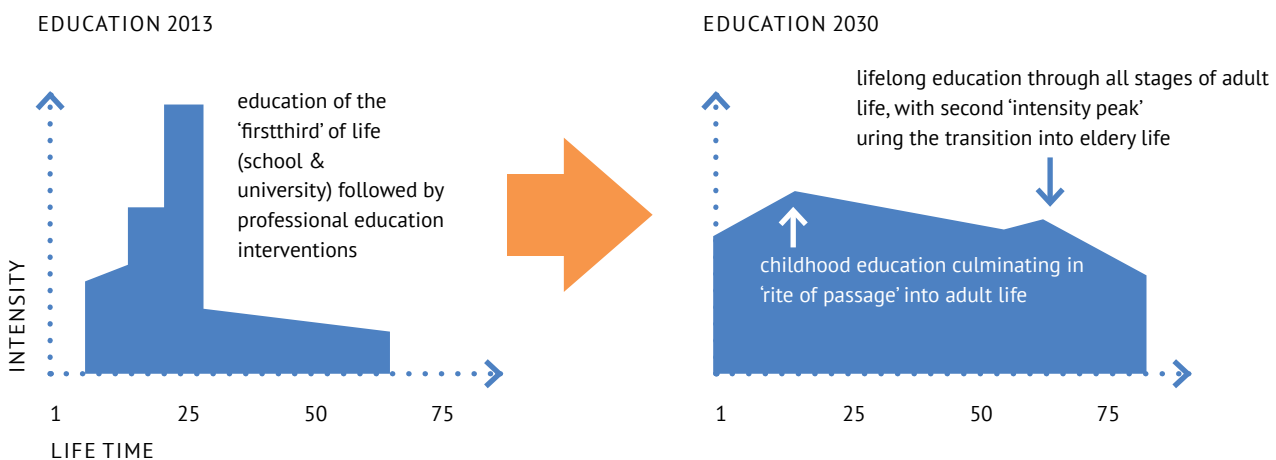 EDUCATION 2013
education of the
‘firstthird’ of life
(school &
university) followed by
professional education
interventions
INTENSITY
1 25 50 75
LIFE TIME
EDUCATION 2030
lifelong education through all stages of adult
life, with second ‘intensity peak’
uring the transition into eldery life
childhood education culminating in
‘rite of passage’ into adult life
1 25 50 75